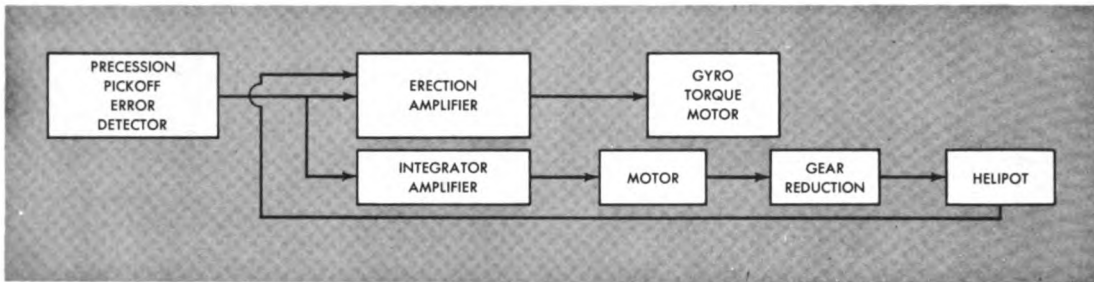 PRECESSION
PICKOFF
ERROR
DETECTOR
ERECTION
AMPLIFIER
GYRO
TORQUE
MOTOR
INTEGRATOR
AMPLIFIER
MOTOR
GEAR
REDUCTION
HELIPOT